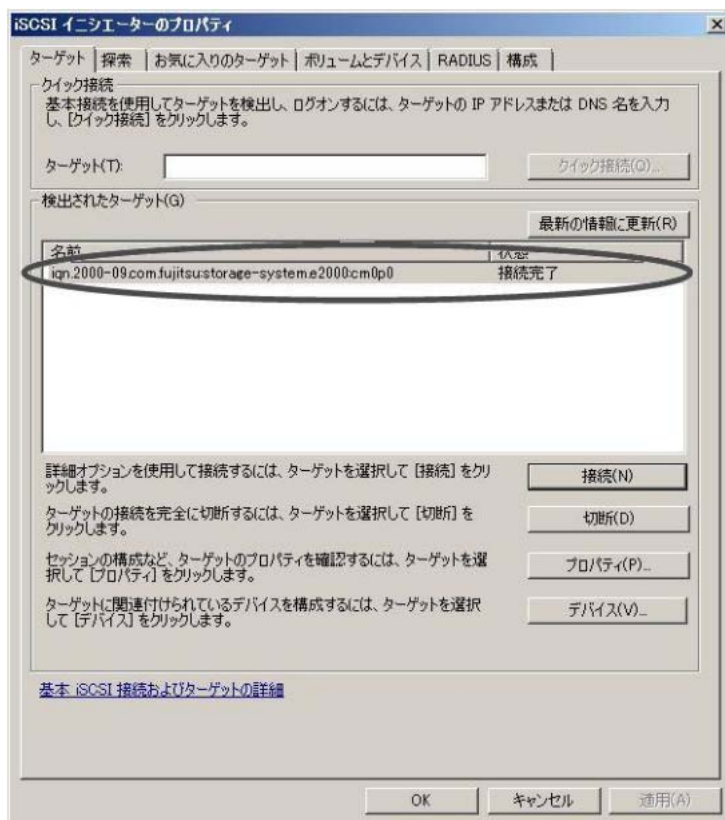 iSCSI イニシエーターのプロパティ
ターゲット 探索 お気に入りのターゲット ボリュームとデバイス RADIUS 構成
クイック接続
基本接続を使用してターゲットを検出し、ログオンするには、ターゲットの IP アドレスまたは DNS 名を入力
し、[クイック接続] をクリックします。
ターゲット(T):
クイック接続(Q)...
検出されたターゲット(G)
最新の情報に更新(R)
名前 状態
iqn.2000-09.com.fujitsu:storage-system.e2000:cm0p0 接続完了
詳細オプションを使用して接続するには、ターゲットを選択して [接続] をクリ
ックします。
接続(N)
ターゲットの接続を完全に切断するには、ターゲットを選択して [切断] を
クリックします。
切断(D)
セッションの構成など、ターゲットのプロパティを確認するには、ターゲットを選
択して [プロパティ] をクリックします。
プロパティ(P)...
ターゲットに関連付けられているデバイスを構成するには、ターゲットを選択
して [デバイス] をクリックします。
デバイス(V)...
基本 iSCSI 接続およびターゲットの詳細
OK キャンセル 適用(A)